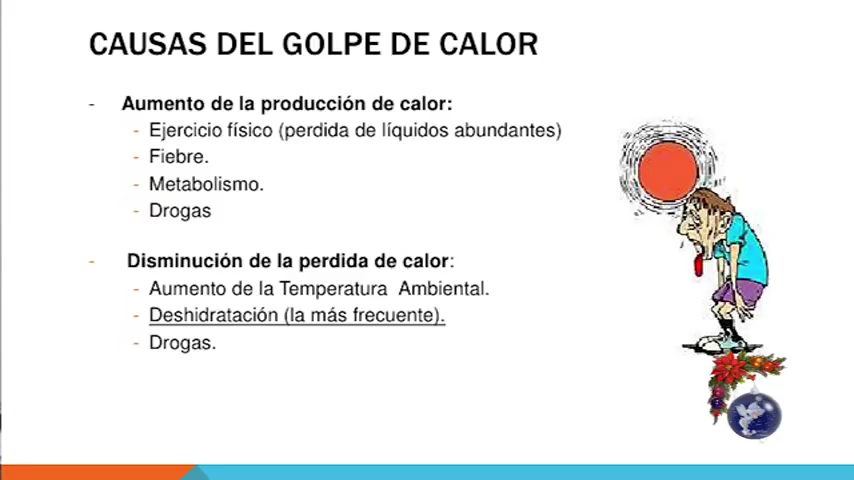 CAUSAS DEL GOLPE DE CALOR
- Aumento de la producción de calor:
- Ejercicio físico (perdida de líquidos abundantes)
- Fiebre.
- Metabolismo.
- Drogas
- Disminución de la perdida de calor:
- Aumento de la Temperatura Ambiental.
- Deshidratación (la más frecuente).
- Drogas.